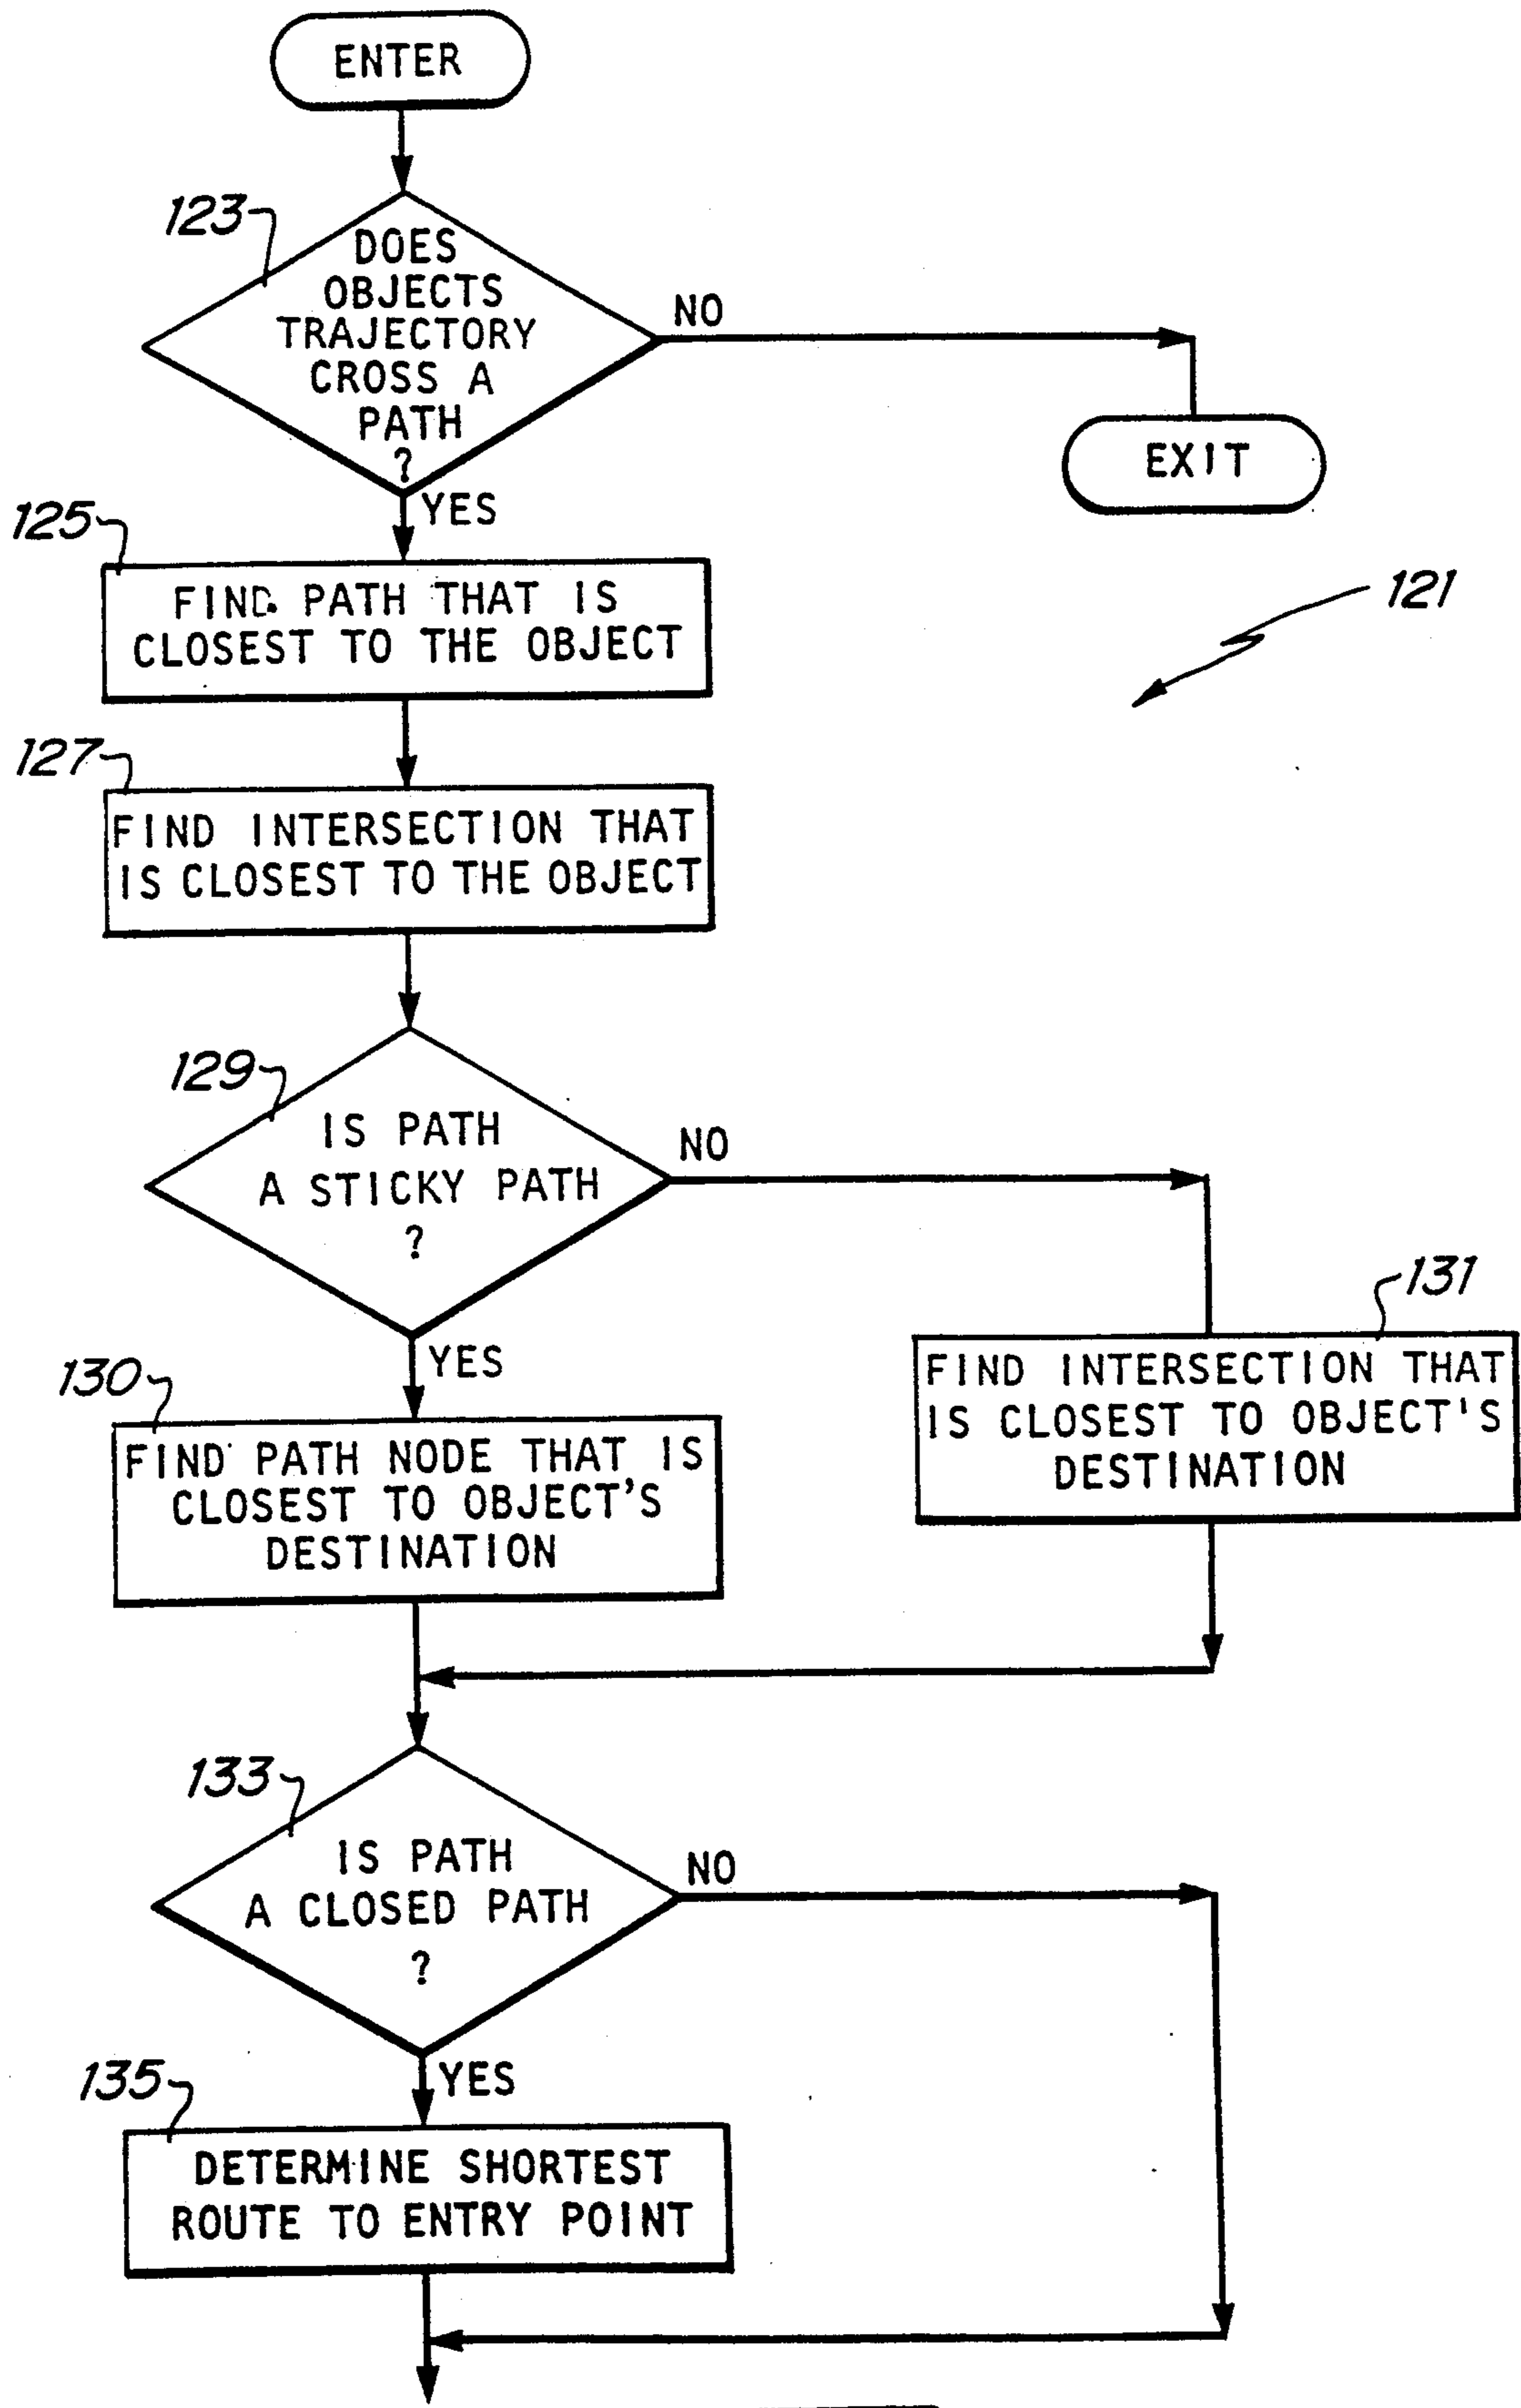 ENTER
123
DOES
OBJECTS
TRAJECTORY
CROSS A
PATH
?
NO
EXIT
YES
121
125
FIND PATH THAT IS
CLOSEST TO THE OBJECT
127
FIND INTERSECTION THAT
IS CLOSEST TO THE OBJECT
129
IS PATH
A STICKY PATH
?
NO
YES
130
FIND PATH NODE THAT IS
CLOSEST TO OBJECT'S
DESTINATION
131
FIND INTERSECTION THAT
IS CLOSEST TO OBJECT'S
DESTINATION
133
IS PATH
A CLOSED PATH
?
NO
YES
135
DETERMINE SHORTEST
ROUTE TO ENTRY POINT